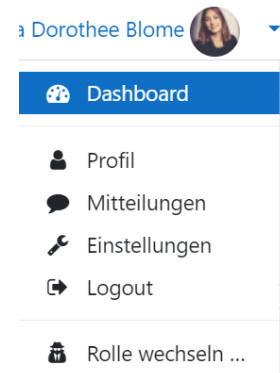 a Dorothee Blome
Dashboard
Profil
Mitteilungen
Einstellungen
Logout
Rolle wechseln ...